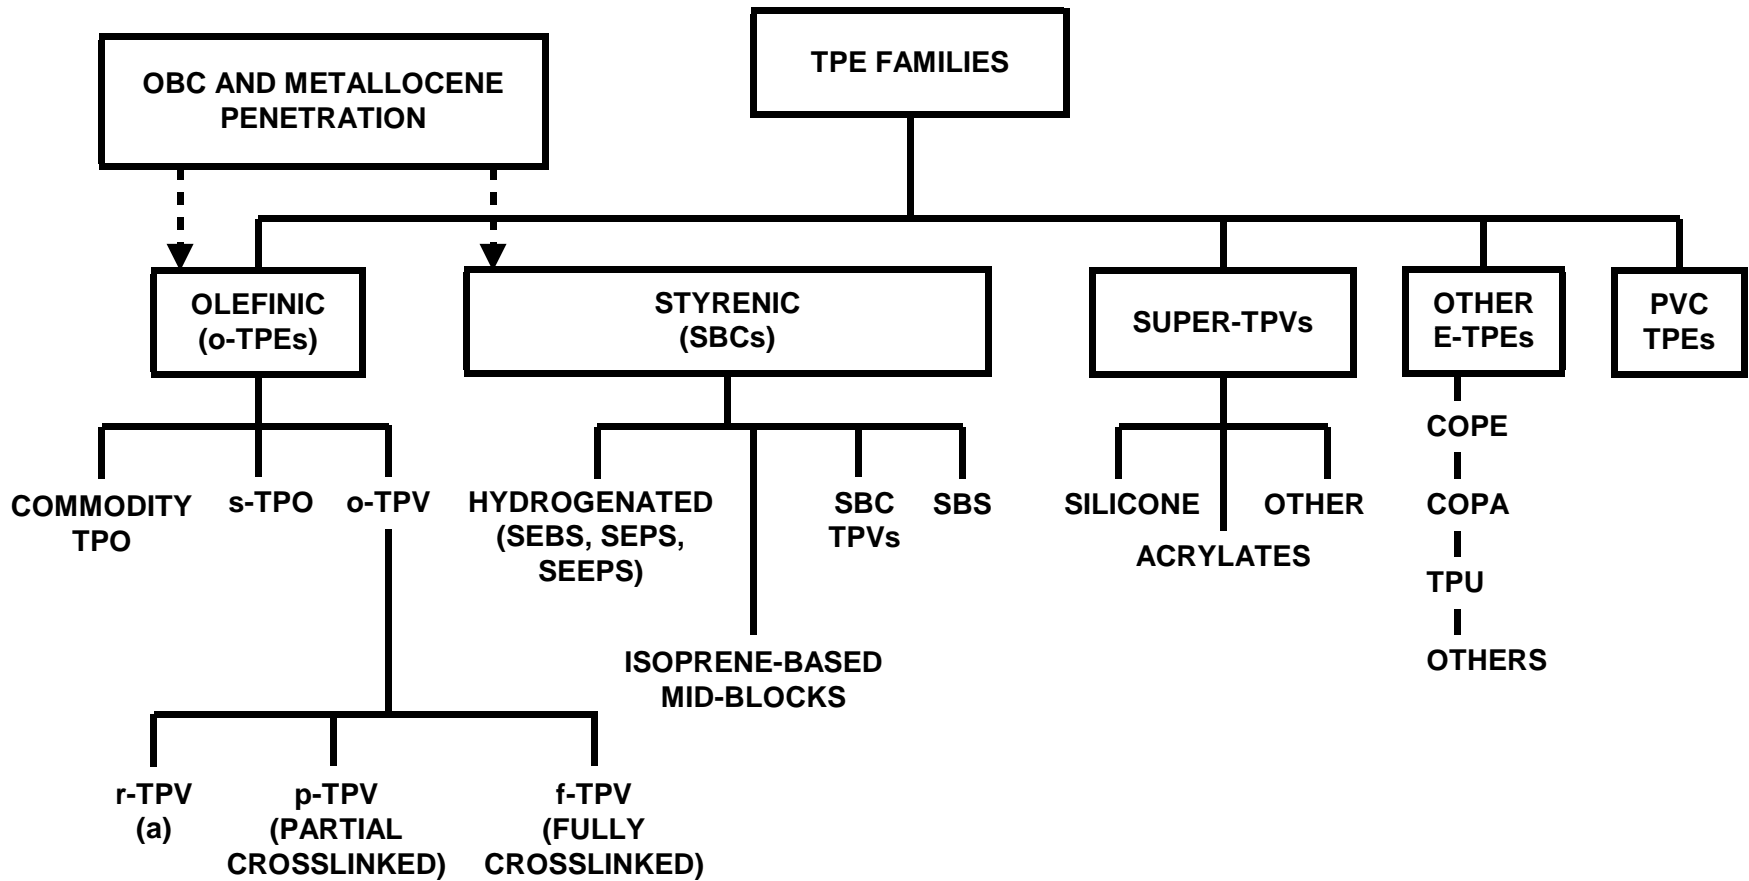 OBC AND METALLOCENE
PENETRATION
TPE FAMILIES
OLEFINIC
(o-TPEs)
STYRENIC
(SBCs)
SUPER-TPVs
OTHER
E-TPEs
PVC
TPEs
COMMODITY
TPO
s-TPO
o-TPV
HYDROGENATED
(SEBS, SEPS,
SEEPS)
ISOPRENE-BASED
MID-BLOCKS
SBC
TPVs
SBS
SILICONE
ACRYLATES
OTHER
COPE
COPA
TPU
OTHERS
r-TPV
(a)
p-TPV
(PARTIAL
CROSSLINKED)
f-TPV
(FULLY
CROSSLINKED)